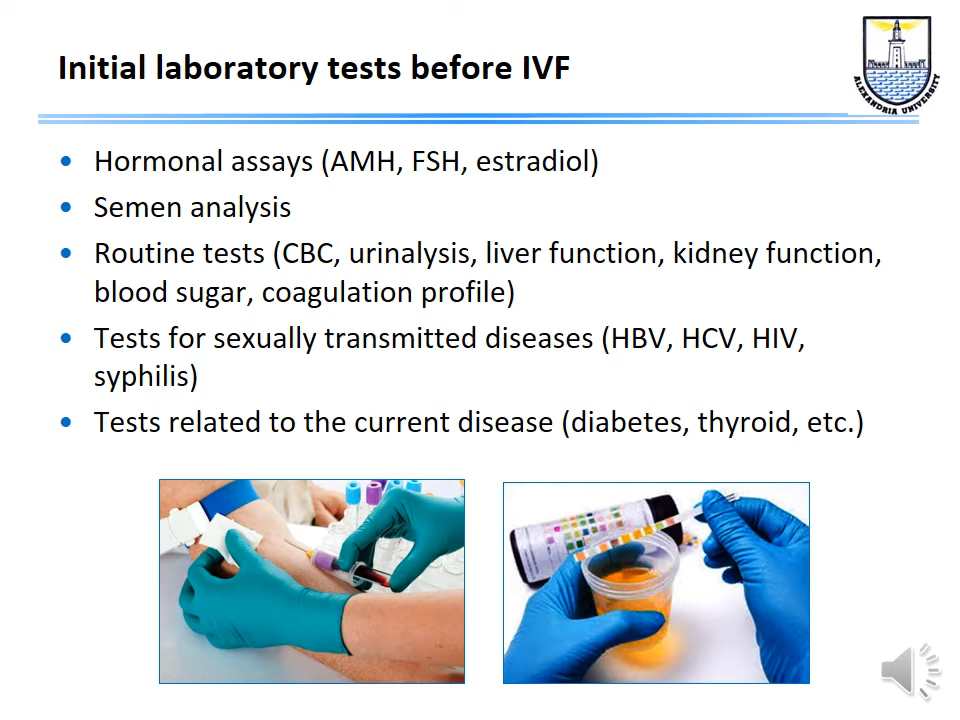 Initial laboratory tests before IVF
ALEXANDRIA UNIVERSITY
• Hormonal assays (AMH, FSH, estradiol)
• Semen analysis
• Routine tests (CBC, urinalysis, liver function, kidney function,
blood sugar, coagulation profile)
• Tests for sexually transmitted diseases (HBV, HCV, HIV,
syphilis)
• Tests related to the current disease (diabetes, thyroid, etc.)